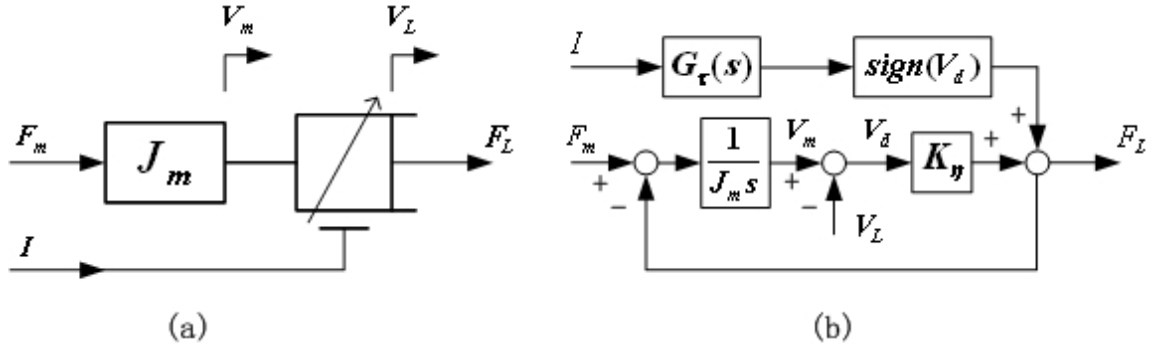 V_m V_L
F_m J_m F_L
I
(a)
I G_τ(s) sign(V_d)
+
F_m 1/(J_m s) V_m V_d K_η + F_L
+ − + −
V_L
(b)